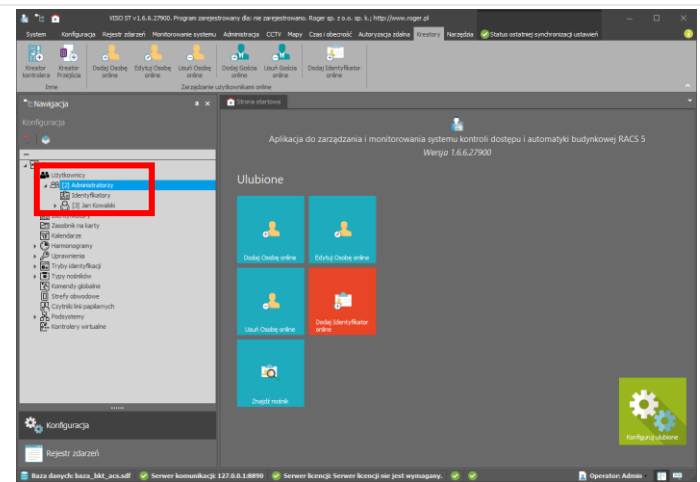 VISO ST v1.6.6.27900. Program zarejestrowany dla: nie zarejestrowano. Roger sp. z o.o. sp. k.; http://www.roger.pl
System Konfiguracja Rejestr zdarzeń Monitorowanie systemu Administracja CCTV Mapy Czas i obecność Autoryzacja zdalna Kreatory Narzędzia Status ostatniej synchronizacji ustawień
Kreator kontrolera Kreator Przejścia Dodaj Osobę online Edytuj Osobę online Usuń Osobę online Dodaj Gościa online Usuń Gościa online Dodaj Identyfikator online
Inne Zarządzanie użytkownikami online
Nawigacja
Strona startowa
Konfiguracja
Aplikacja do zarządzania i monitorowania systemu kontroli dostępu i automatyki budynkowej RACS 5
Wersja 1.6.6.27900
Użytkownicy
[2] Administratorzy
Identyfikatory
[3] Jan Kowalski
Identyfikatory
Zasobnik na karty
Kalendarze
Harmonogramy
Uprawnienia
Tryby identyfikacji
Typy nośników
Komendy globalne
Strefy obwodowe
Czytniki linii papilarnych
Podsystemy
Kontrolery wirtualne
Ulubione
Dodaj Osobę online
Edytuj Osobę online
Usuń Osobę online
Dodaj Identyfikator online
Znajdź nośnik
Konfiguruj ulubione
Konfiguracja
Rejestr zdarzeń
Baza danych: baza_bkt_acs.sdf Serwer komunikacji: 127.0.0.1:8890 Serwer licencji: Serwer licencji nie jest wymagany. Operator: Admin